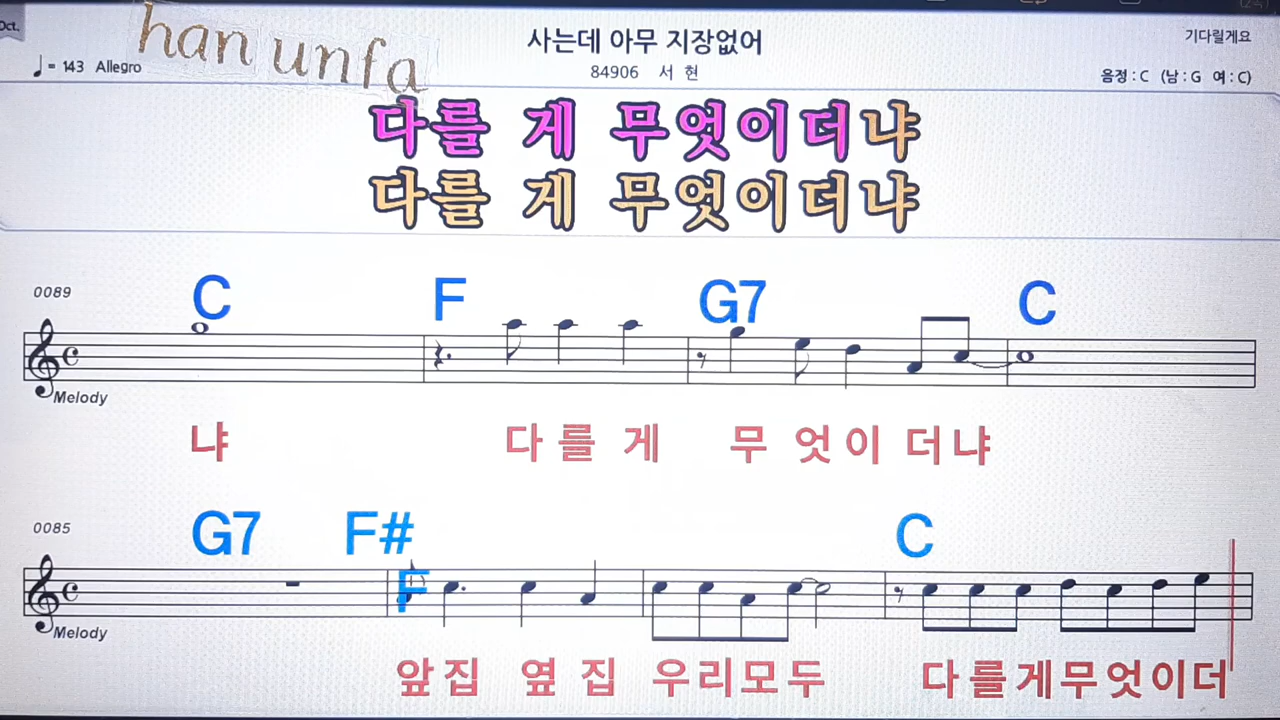 Oct.
han unfa
사는데 아무 지장없어
기다릴게요
♩= 143 Allegro
84906 서 현
음정 : C (남 : G 여 : C)
다를 게 무엇이더냐
다를 게 무엇이더냐
0089
C F G7 C
Melody
냐 다 를 게 무 엇 이 더 냐
0085
G7 F# F C
Melody
앞 집 옆 집 우리모두 다 를게무엇이더